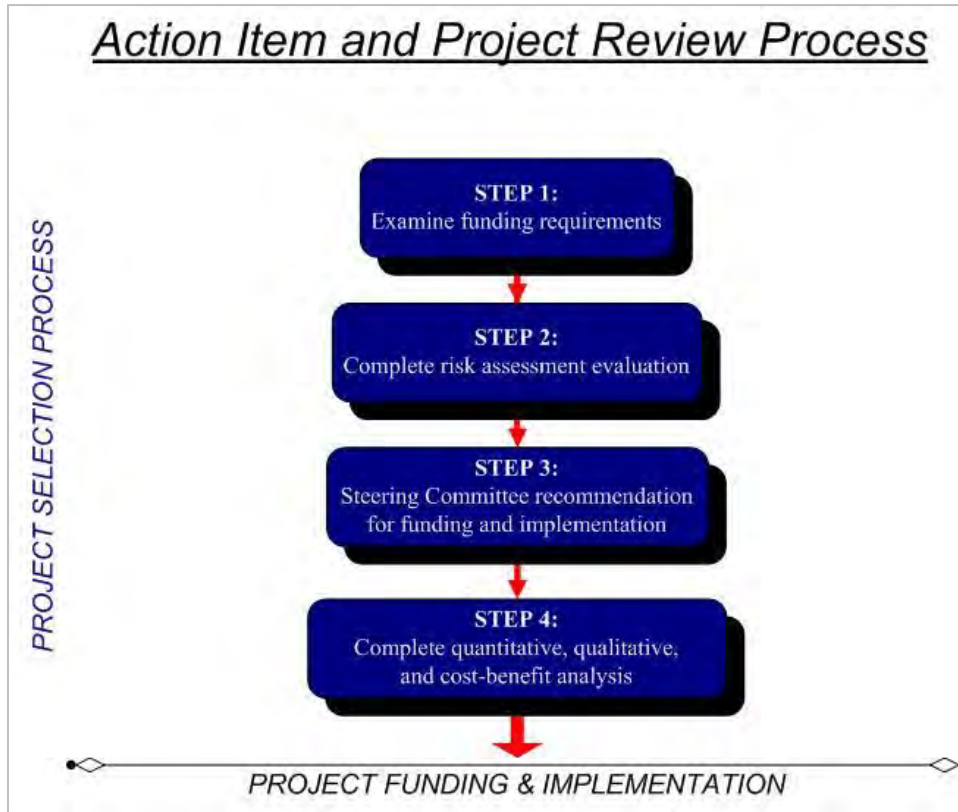 Action Item and Project Review Process
PROJECT SELECTION PROCESS
STEP 1:
Examine funding requirements
STEP 2:
Complete risk assessment evaluation
STEP 3:
Steering Committee recommendation
for funding and implementation
STEP 4:
Complete quantitative, qualitative,
and cost-benefit analysis
PROJECT FUNDING & IMPLEMENTATION